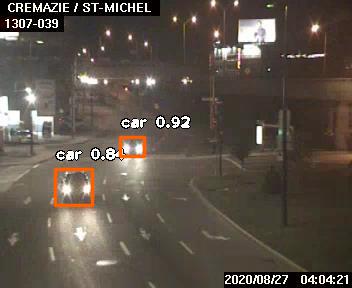 CREMAZIE / ST-MICHEL
1307-039
car 0.92
car 0.84
2020/08/27 04:04:21